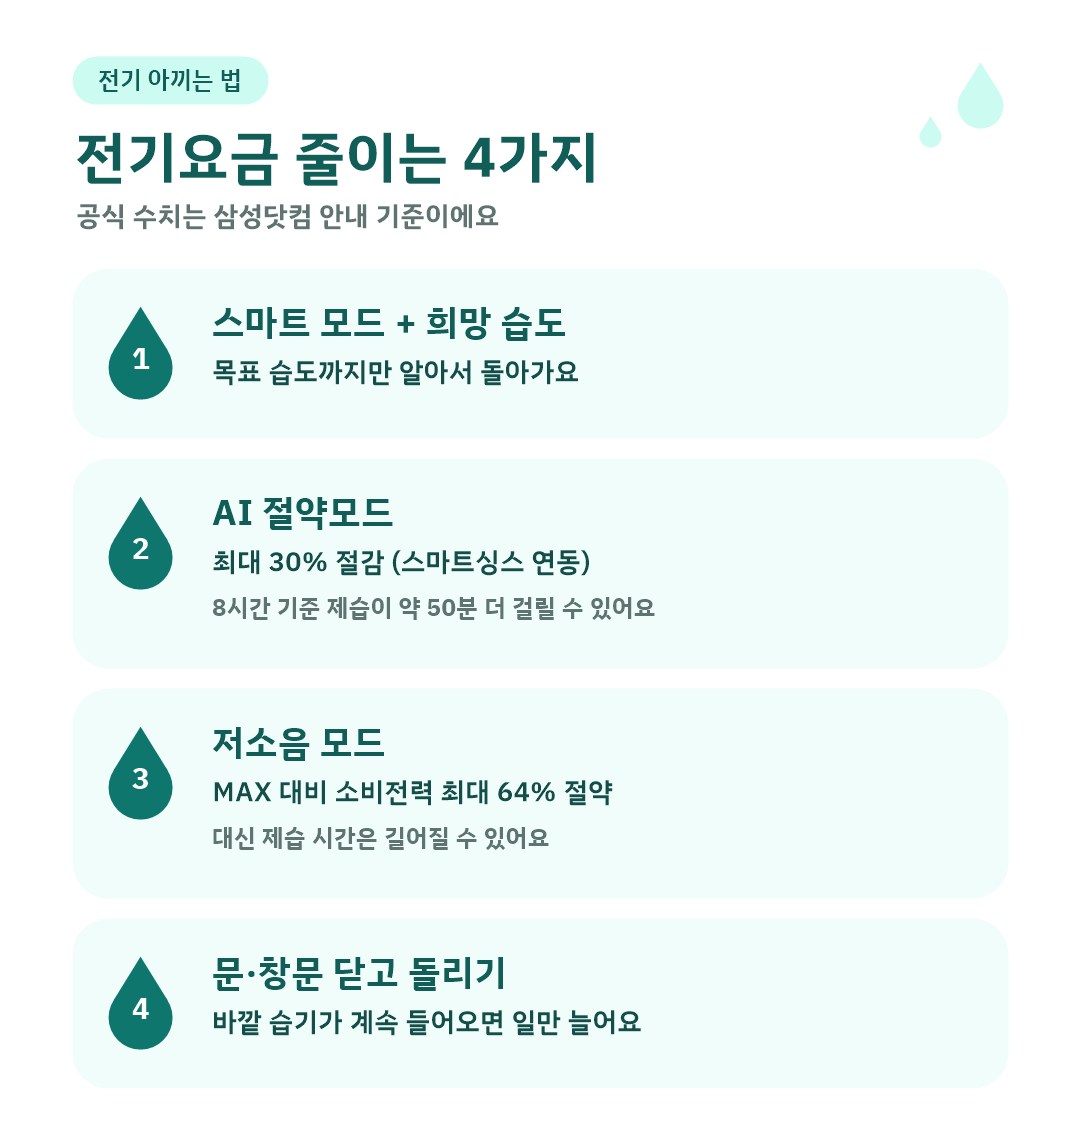 전기 아끼는 법
전기요금 줄이는 4가지
공식 수치는 삼성닷컴 안내 기준이에요
1
스마트 모드 + 희망 습도
목표 습도까지만 알아서 돌아가요
2
AI 절약모드
최대 30% 절감 (스마트싱스 연동)
8시간 기준 제습이 약 50분 더 걸릴 수 있어요
3
저소음 모드
MAX 대비 소비전력 최대 64% 절약
대신 제습 시간은 길어질 수 있어요
4
문·창문 닫고 돌리기
바깥 습기가 계속 들어오면 일만 늘어요